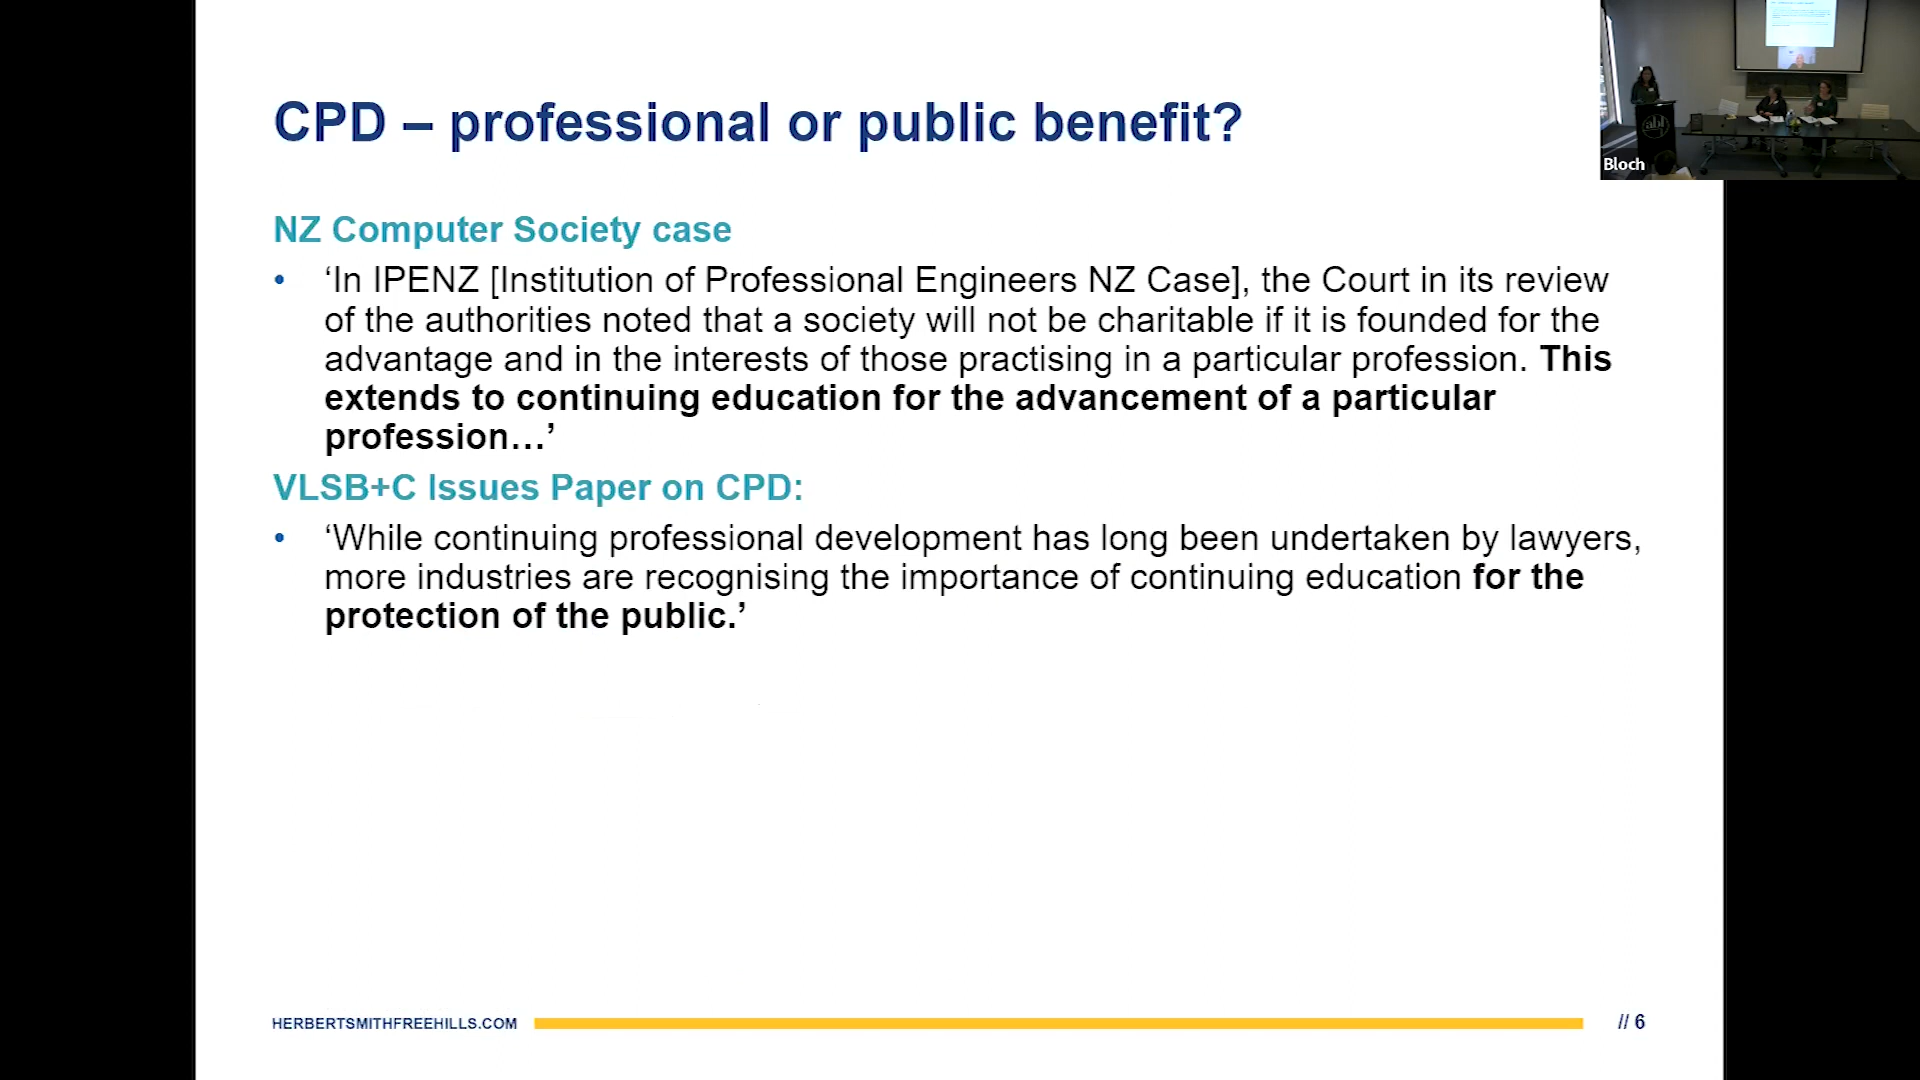 CPD – professional or public benefit?
Bloch
NZ Computer Society case
• ‘In IPENZ [Institution of Professional Engineers NZ Case], the Court in its review
of the authorities noted that a society will not be charitable if it is founded for the
advantage and in the interests of those practising in a particular profession. This
extends to continuing education for the advancement of a particular
profession…’
VLSB+C Issues Paper on CPD:
• ‘While continuing professional development has long been undertaken by lawyers,
more industries are recognising the importance of continuing education for the
protection of the public.’
HERBERTSMITHFREEHILLS.COM
// 6